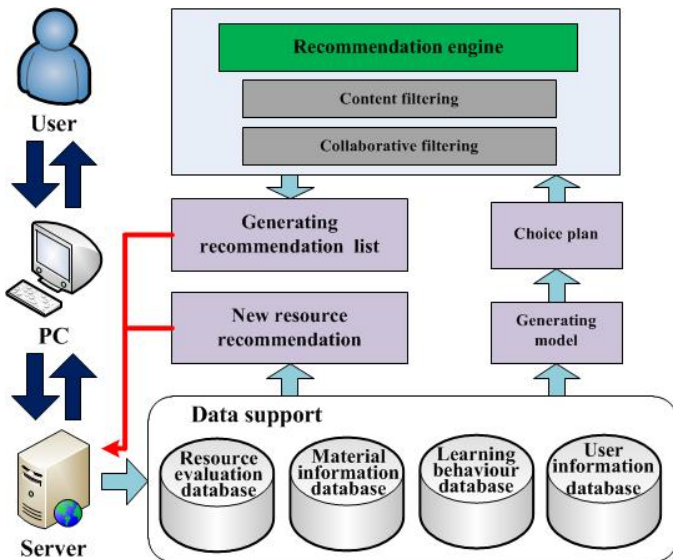 Recommendation engine
Content filtering
Collaborative filtering
User
Generating
recommendation list
Choice plan
New resource
recommendation
Generating
model
PC
Data support
Resource
evaluation
database
Material
information
database
Learning
behaviour
database
User
information
database
Server